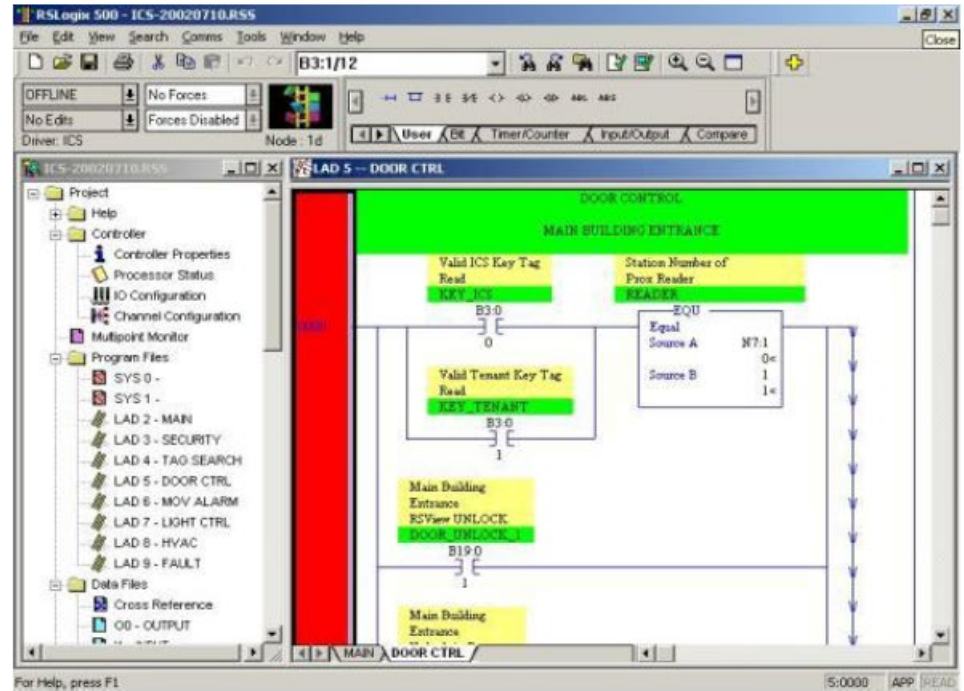 RSLogix 500 - ICS-20020710.RSS
File Edit View Search Comms Tools Window Help
Close
B3:1/12
OFFLINE
No Forces
No Edits
Forces Disabled
Driver: ICS
Node : 1d
User Bit Timer/Counter Input/Output Compare
ICS-20020710.RSS
LAD 5 -- DOOR CTRL
Project
Help
Controller
Controller Properties
Processor Status
IO Configuration
Channel Configuration
Multipoint Monitor
Program Files
SYS 0 -
SYS 1 -
LAD 2 - MAIN
LAD 3 - SECURITY
LAD 4 - TAG SEARCH
LAD 5 - DOOR CTRL
LAD 6 - MOV ALARM
LAD 7 - LIGHT CTRL
LAD 8 - HVAC
LAD 9 - FAULT
Data Files
Cross Reference
O0 - OUTPUT
DOOR CONTROL
MAIN BUILDING ENTRANCE
Valid ICS Key Tag
Read
KEY_ICS
B3:0
0
Station Number of
Prox Reader
READER
EQU
Equal
Source A N7:1
0<
Source B 1
1<
0000
Valid Tenant Key Tag
Read
KEY_TENANT
B3:0
1
Main Building
Entrance
RSView UNLOCK
DOOR_UNLOCK_1
B19:0
1
Main Building
Entrance
MAIN DOOR CTRL
For Help, press F1
5:0000 APP READ